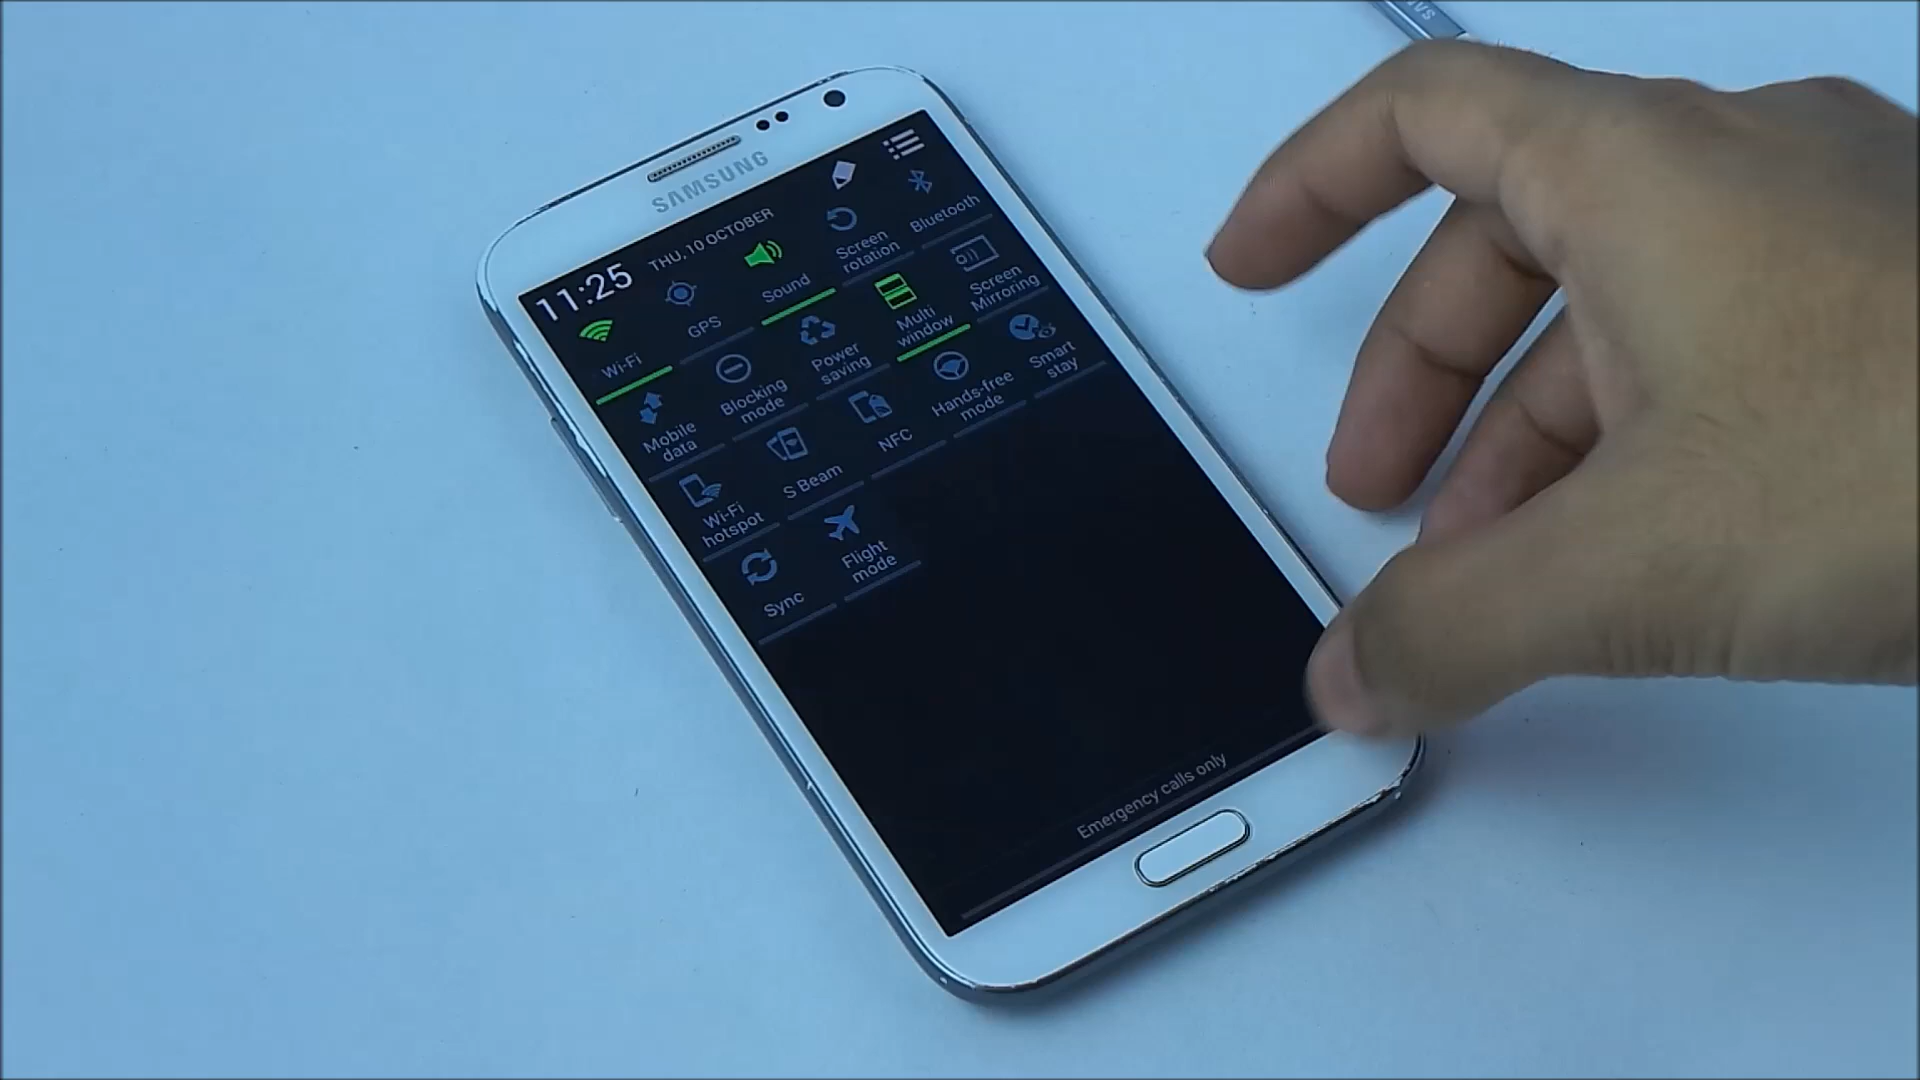 SAMSUNG
11:25
THU, 10 OCTOBER
Wi-Fi
GPS
Sound
Screen
rotation
Bluetooth
Mobile
data
Blocking
mode
Power
saving
Multi
window
Screen
Mirroring
Wi-Fi
hotspot
S Beam
NFC
Hands-free
mode
Smart
stay
Sync
Flight
mode
Emergency calls only